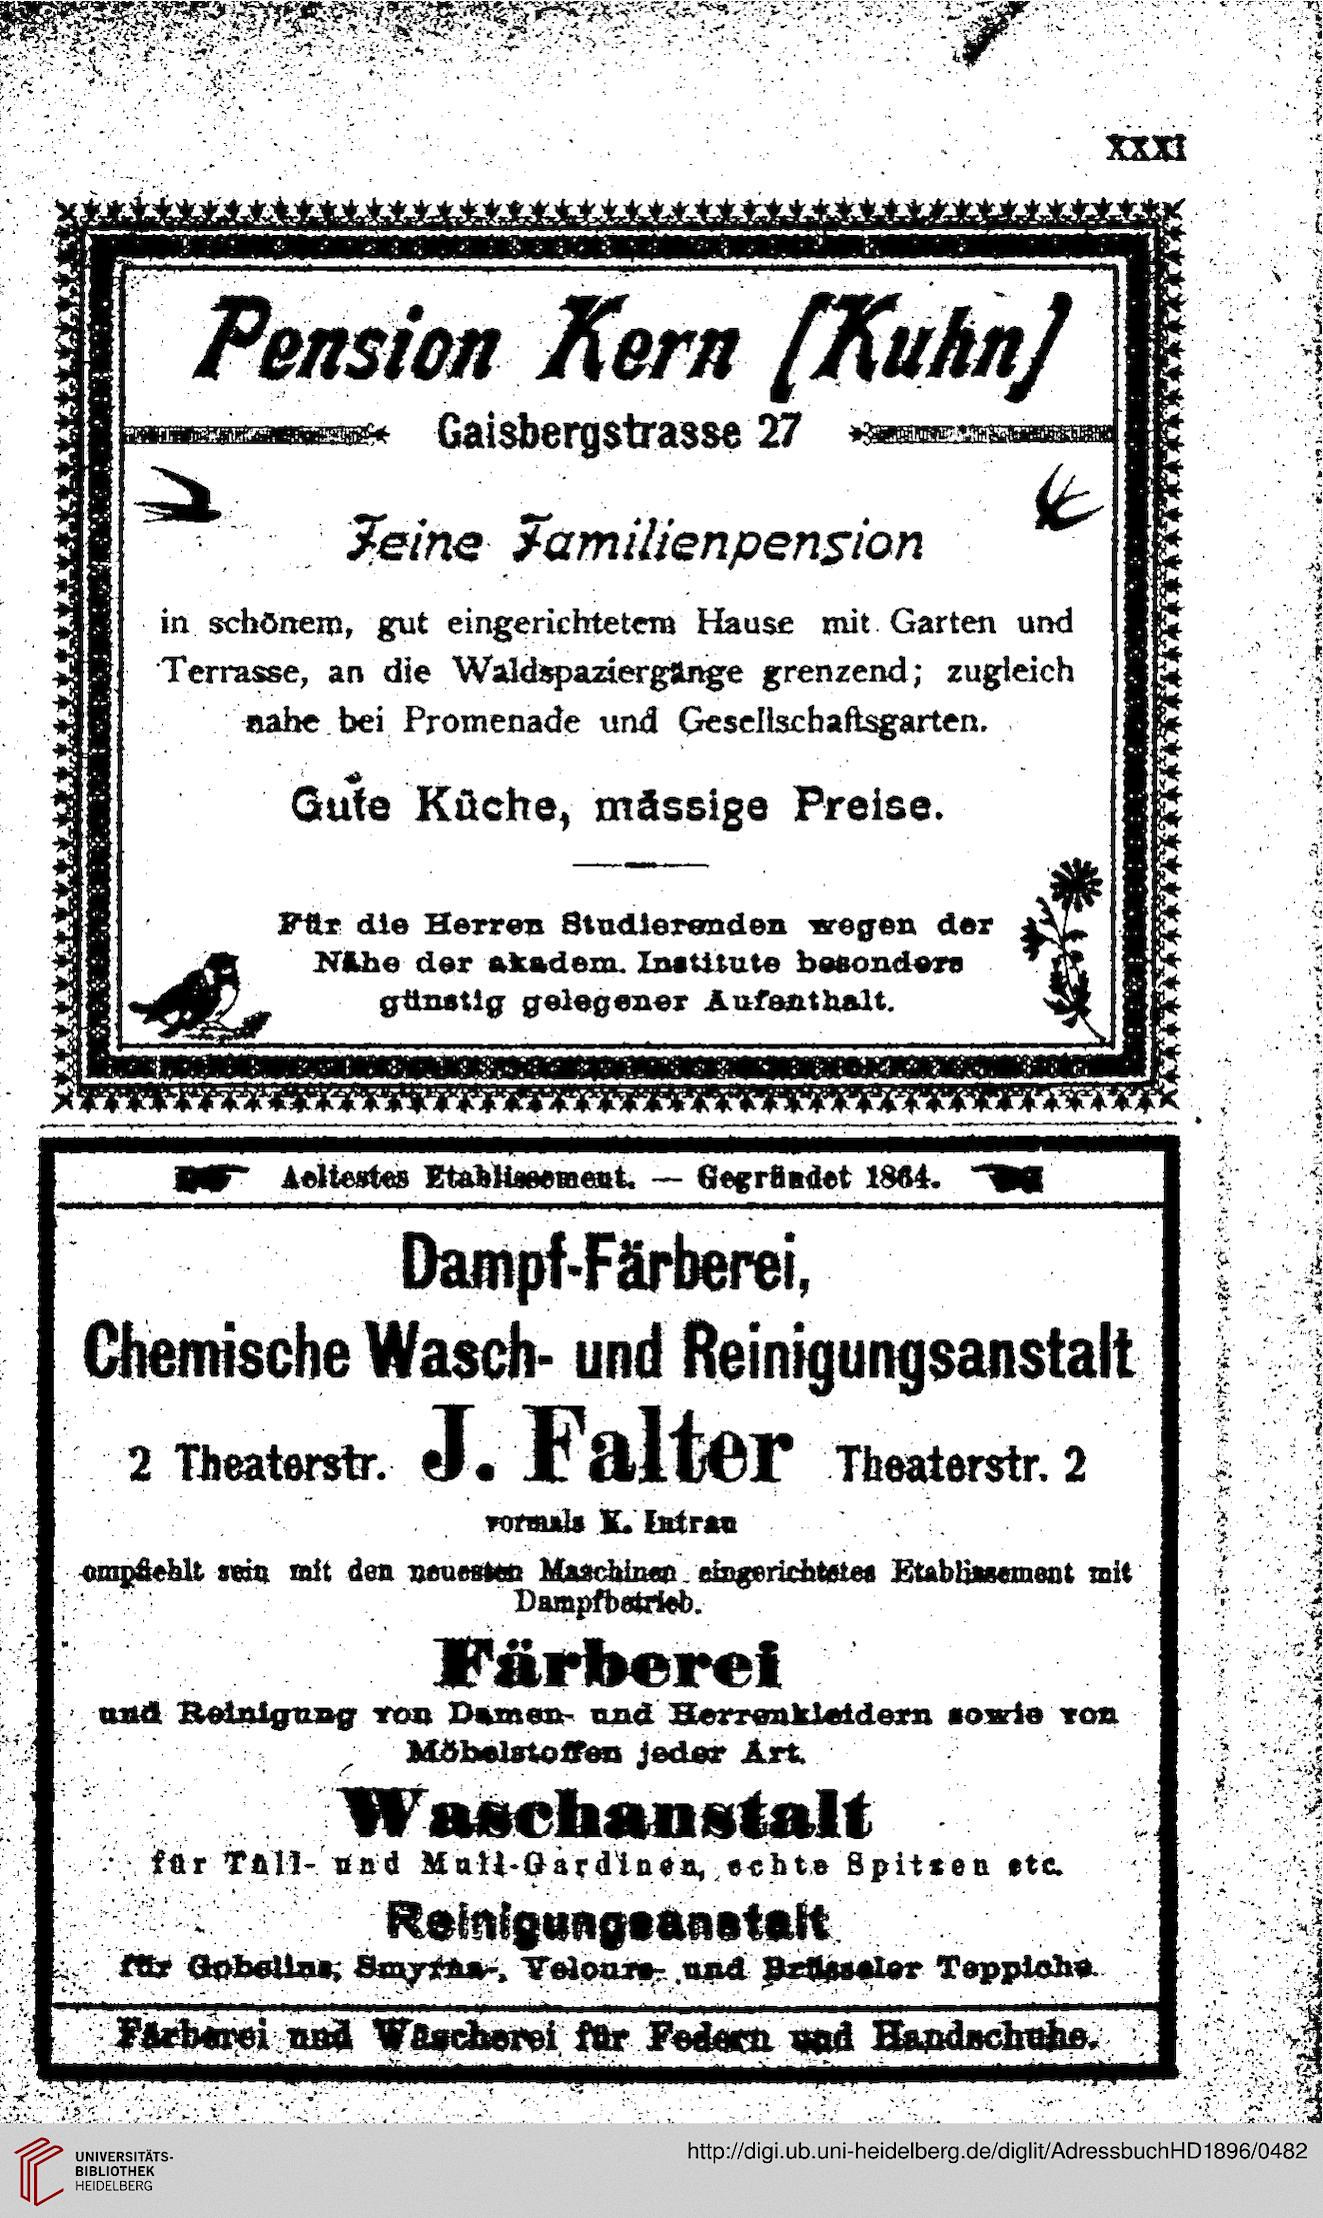 XXXI
Pension Kern (Kuhn)
Gaisbergstrasse 27
Feine Familienpension
in schönem, gut eingerichtetem Hause mit Garten und
Terrasse, an die Waldspaziergänge grenzend; zugleich
nahe bei Promenade und Gesellschaftsgarten.
Gute Küche, mässige Preise.
Für die Herren Studierenden wegen der
Nähe der akadem. Institute besonders
günstig gelegener Aufenthalt.
Aeltestes Etablissement. — Gegründet 1864.
Dampf-Färberei,
Chemische Wasch- und Reinigungsanstalt
2 Theaterstr. J. Falter Theaterstr. 2
vormals K. Intrau
empfiehlt sein mit den neuesten Maschinen eingerichtetes Etablissement mit
Dampfbetrieb.
Färberei
und Reinigung von Damen- und Herrenkleidern sowie von
Möbelstoffen jeder Art.
Waschanstalt
für Tüll- und Mull-Gardinen, echte Spitzen etc.
Reinigungsanstalt
für Gobelins, Smyrna-, Velours- und Brüsseler Teppiche.
Färberei und Wäscherei für Federn und Handschuhe.
UNIVERSITÄTS-
BIBLIOTHEK
HEIDELBERG
http://digi.ub.uni-heidelberg.de/diglit/AdressbuchHD1896/0482